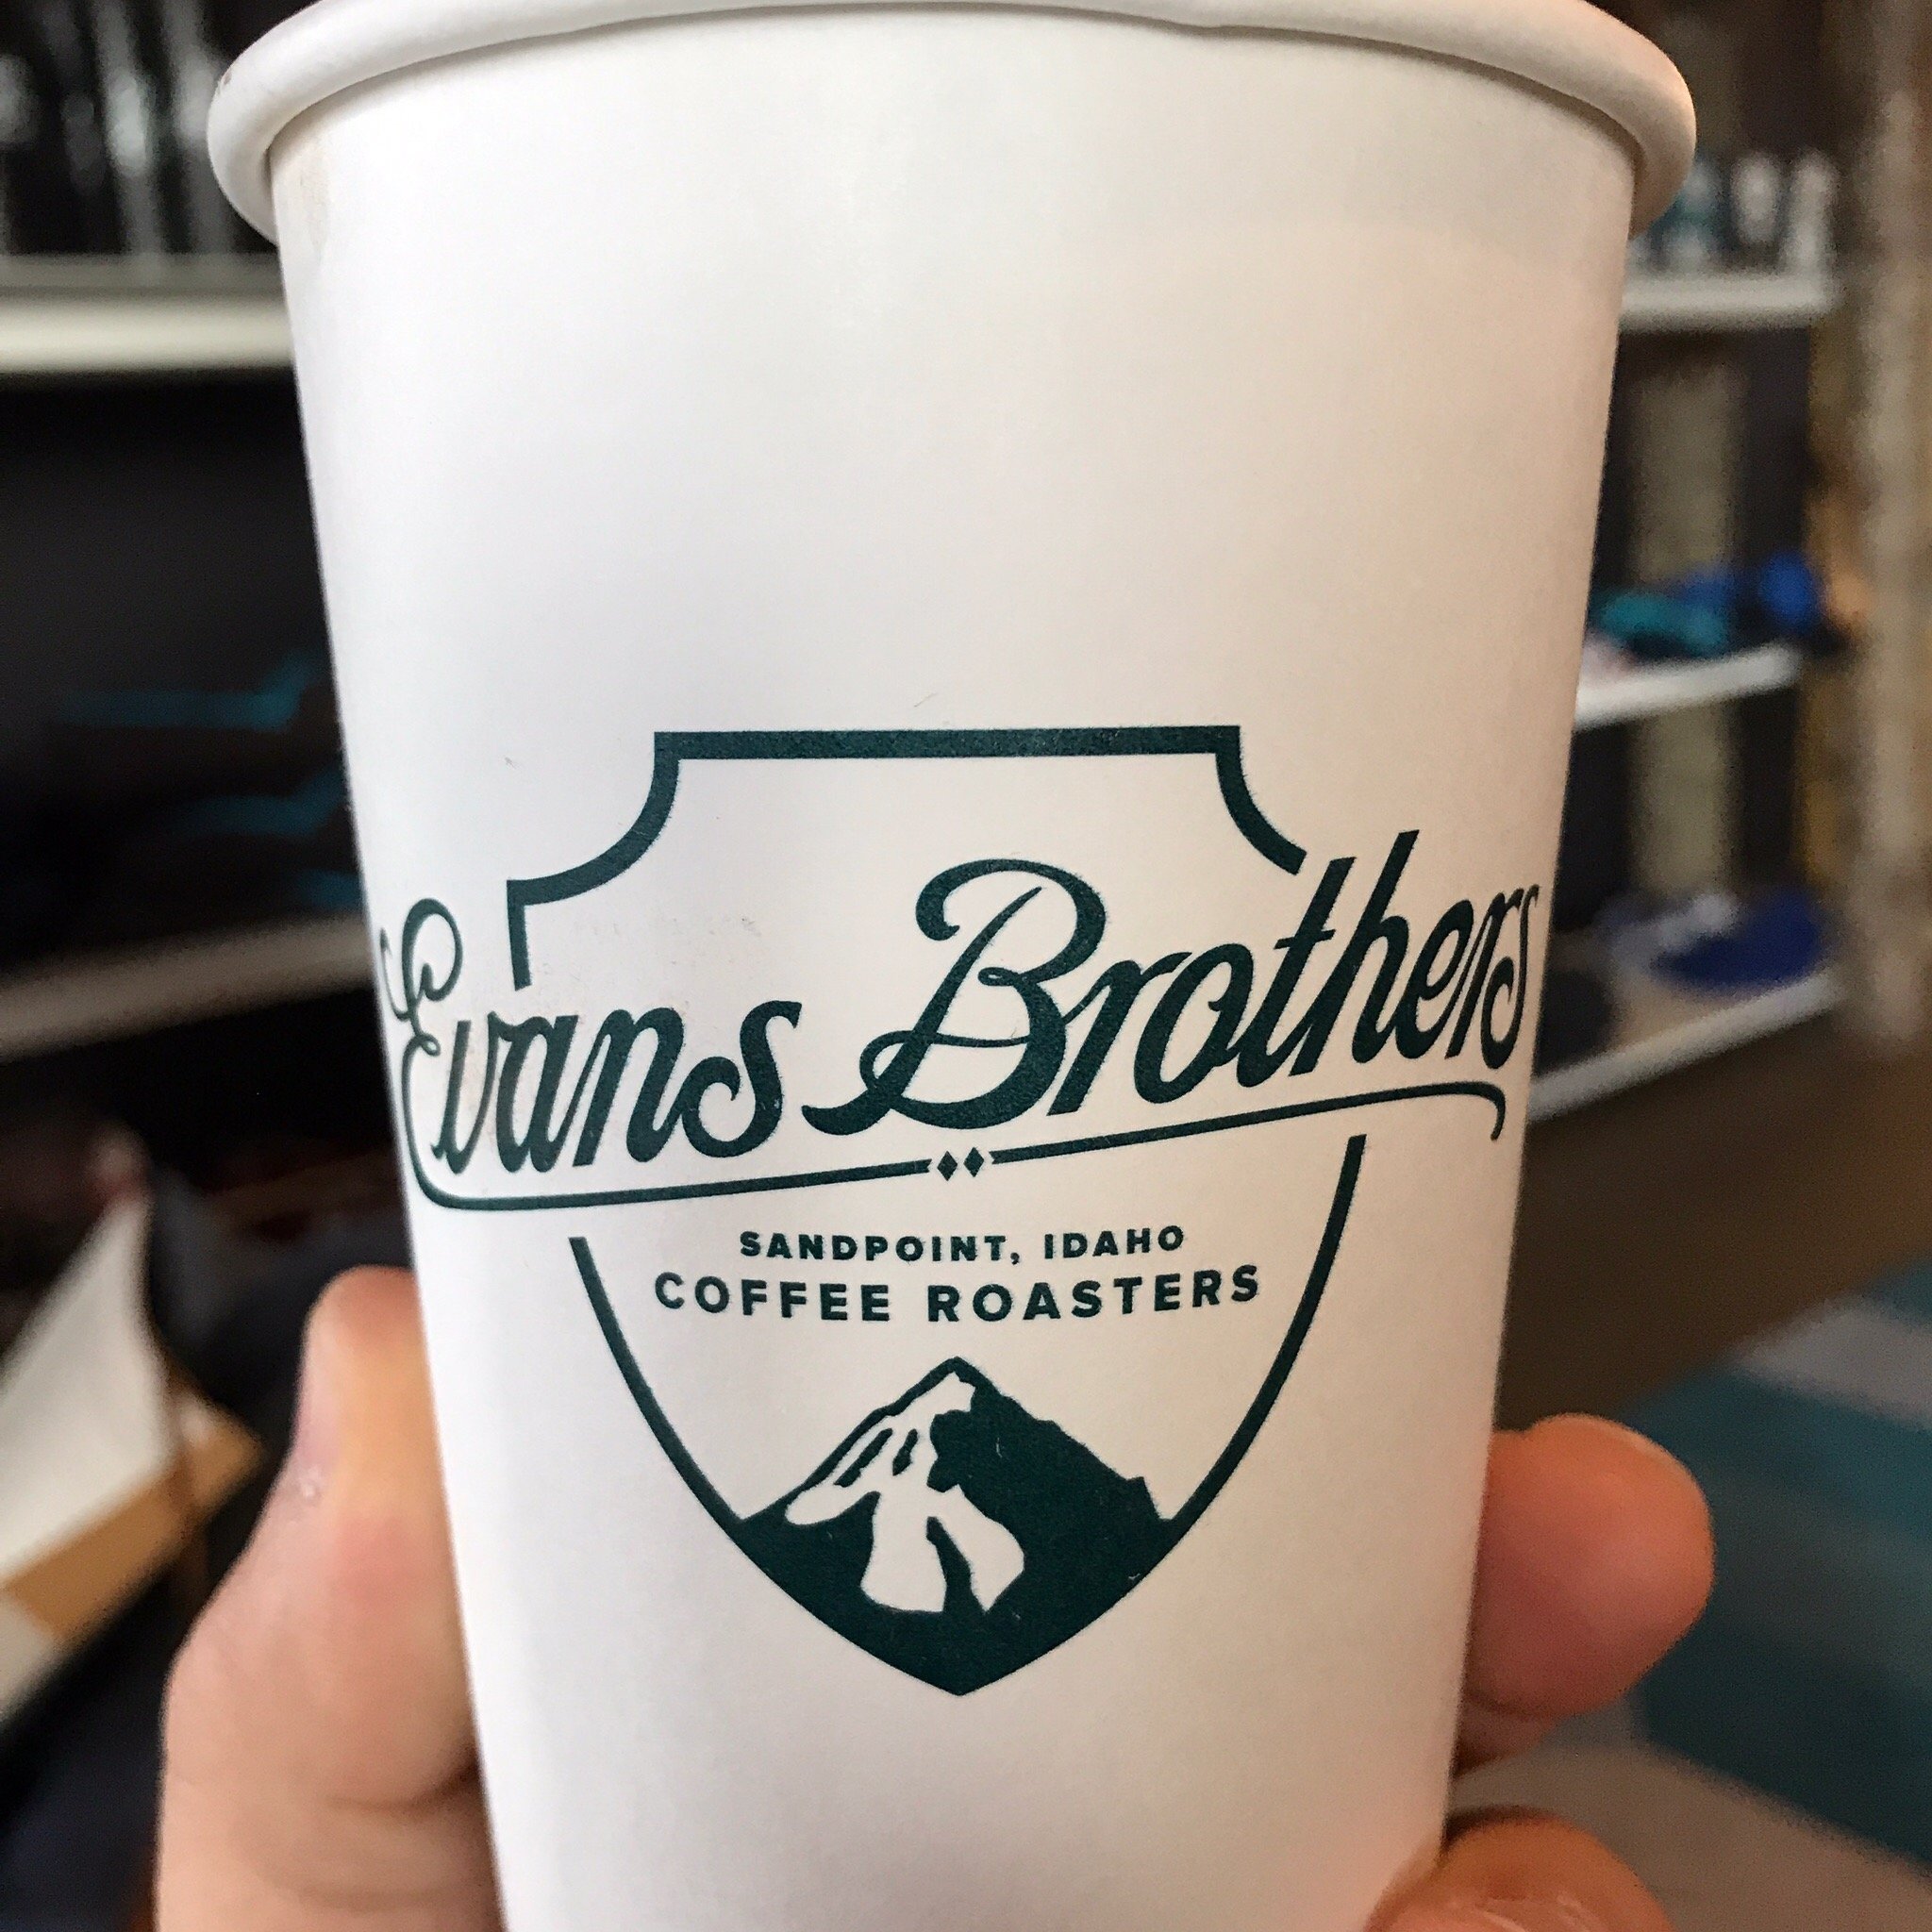 Evans Brothers
SANDPOINT, IDAHO
COFFEE ROASTERS